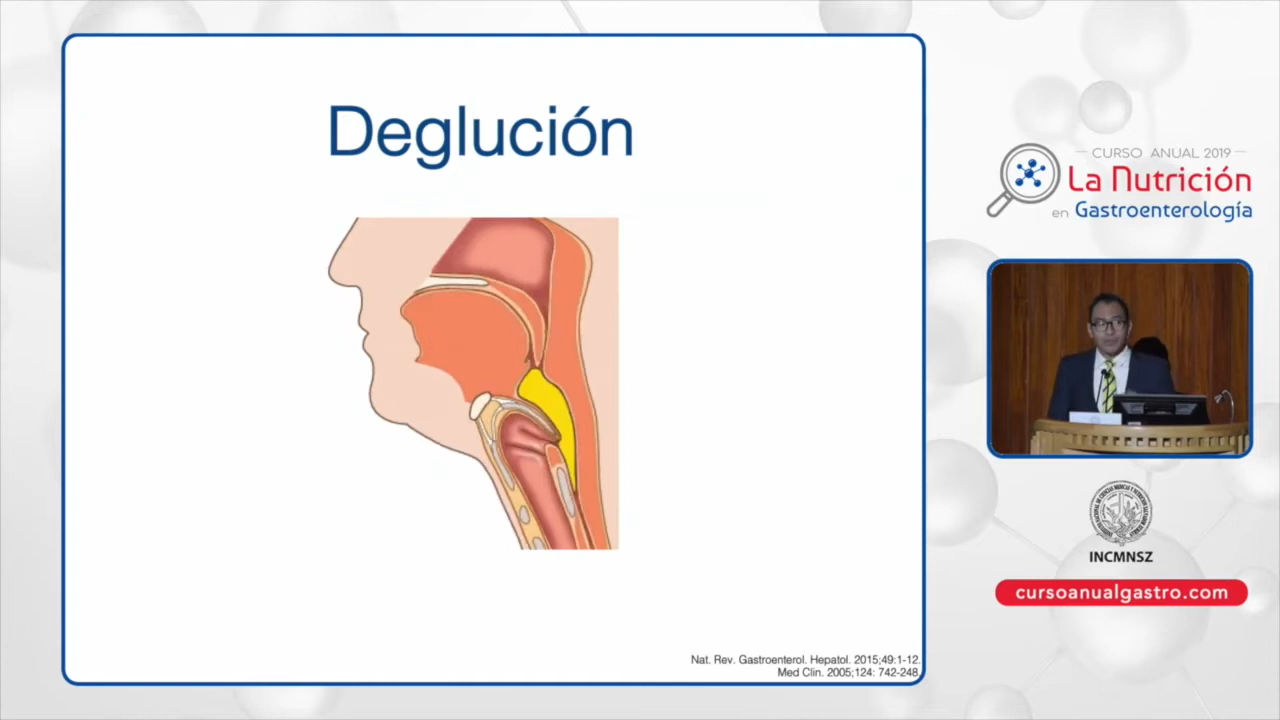 Deglución
Nat. Rev. Gastroenterol. Hepatol. 2015;49:1-12.
Med Clin. 2005;124: 742-248.
CURSO ANUAL 2019
La Nutrición
en Gastroenterología
INCMNSZ
cursoanualgastro.com